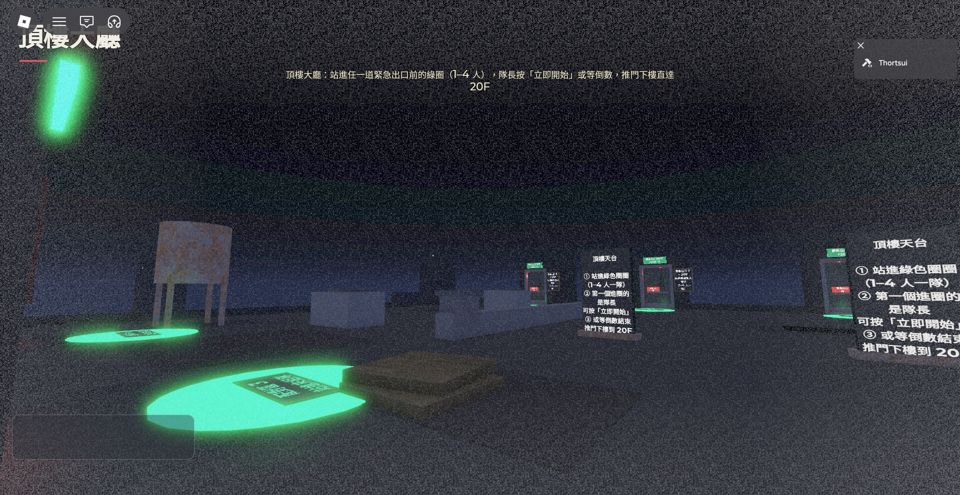 頂樓大廳
頂樓大廳：站進任一道緊急出口前的綠圈（1–4 人），隊長按「立即開始」或等倒數，推門下樓直達
20F
Thortsui
頂樓天台
① 站進綠色圈圈
（1–4 人一隊）
② 第一個進圈的
是隊長
可按「立即開始」
③ 或等倒數結束
推門下樓到 20F
頂樓天台
① 站進綠色圈圈
（1–4 人一隊）
② 第一個進圈的
是隊長
可按「立即開始」
③ 或等倒數結束
推門下樓到 20